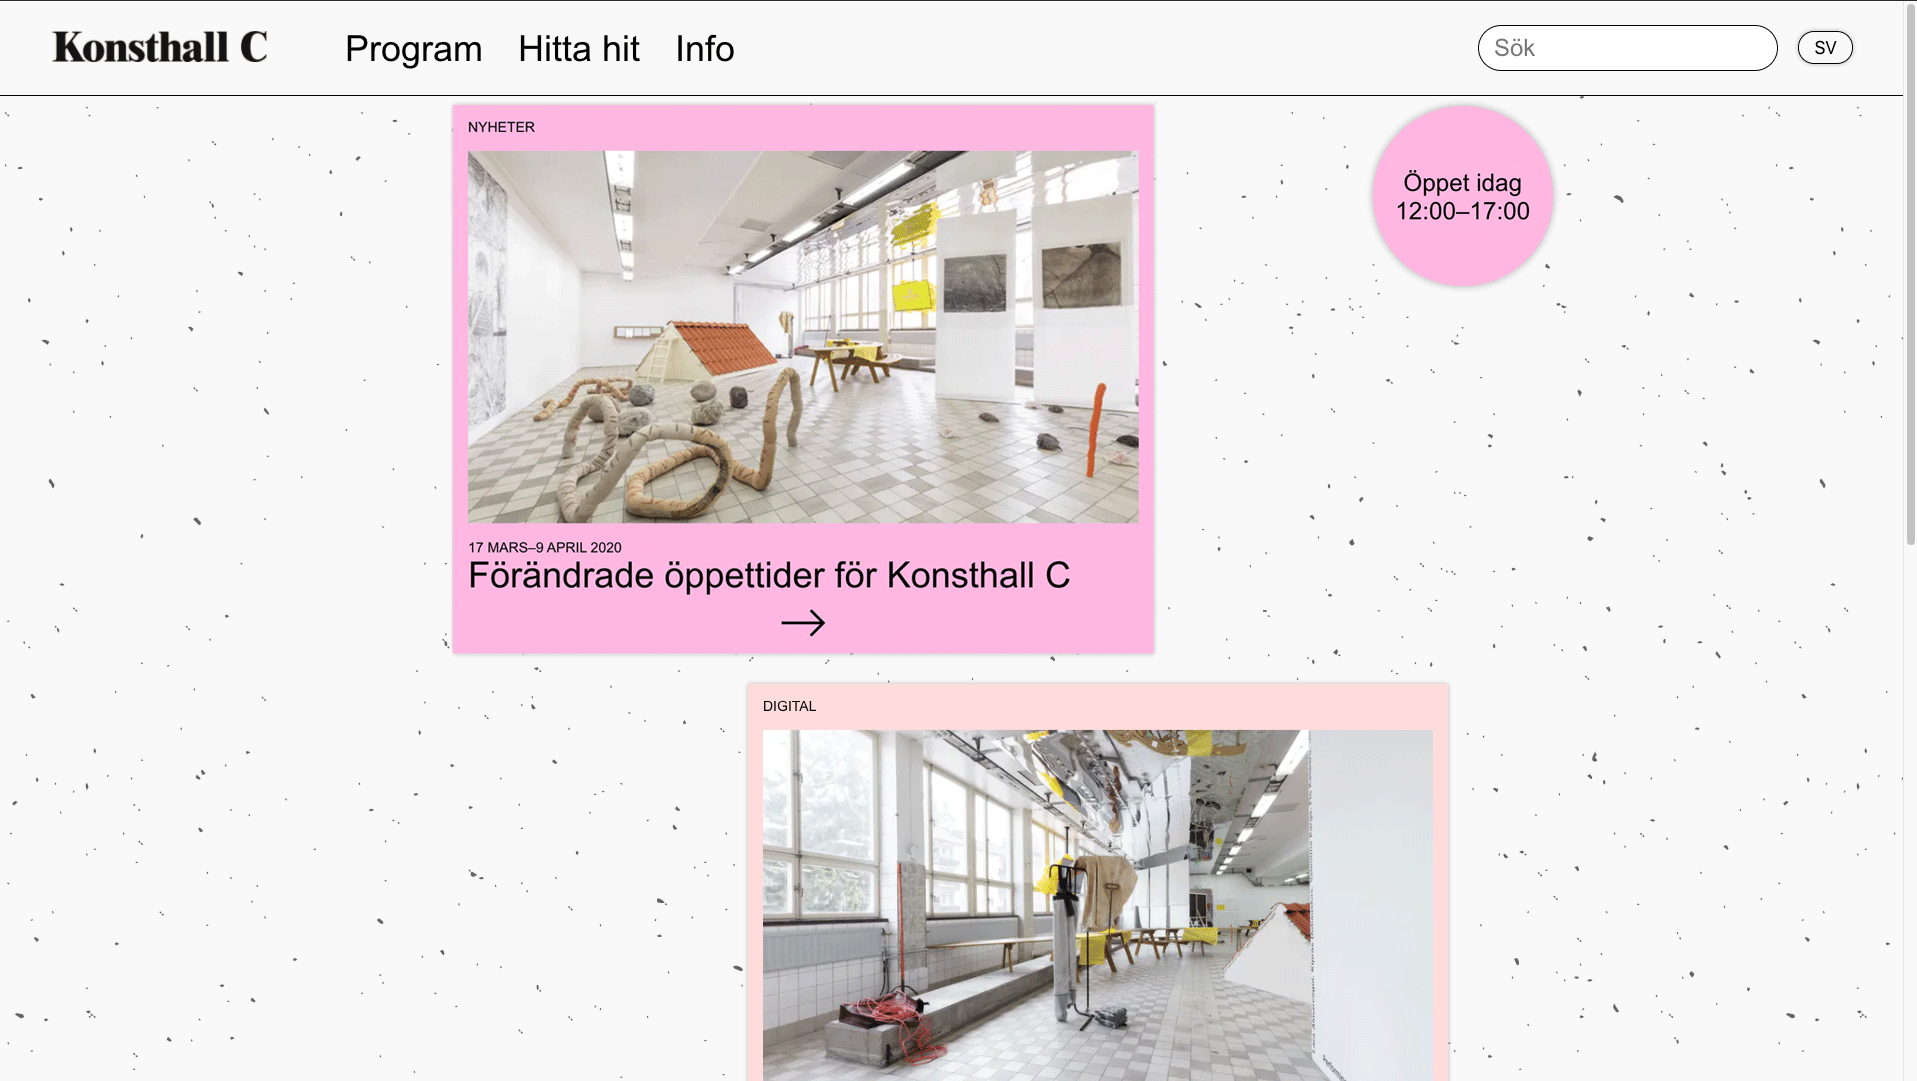 Konsthall C
Program
Hitta hit
Info
Sök
SV
NYHETER
Öppet idag
12:00–17:00
17 MARS–9 APRIL 2020
Förändrade öppettider för Konsthall C
DIGITAL